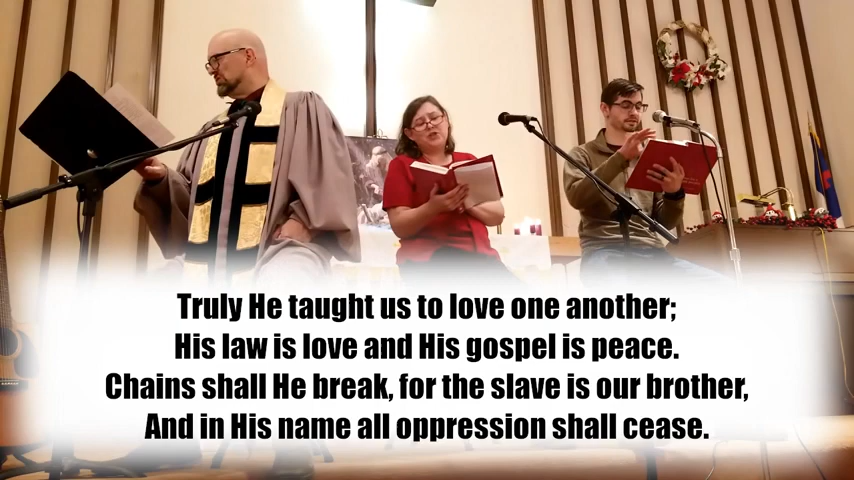 Truly He taught us to love one another;
His law is love and His gospel is peace.
Chains shall He break, for the slave is our brother,
And in His name all oppression shall cease.